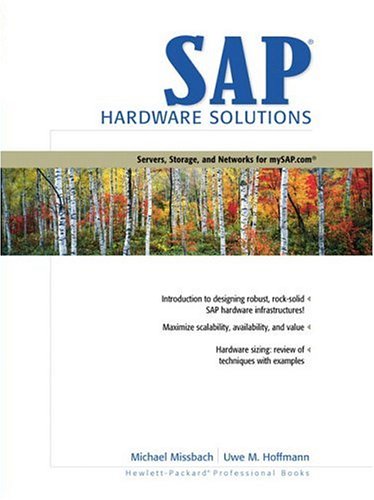 SAP®
HARDWARE SOLUTIONS
Servers, Storage, and Networks for mySAP.com®
Introduction to designing robust, rock-solid
SAP hardware infrastructures!
Maximize scalability, availability, and value
Hardware sizing: review of
techniques with examples
Michael Missbach | Uwe M. Hoffmann
Hewlett-Packard® Professional Books